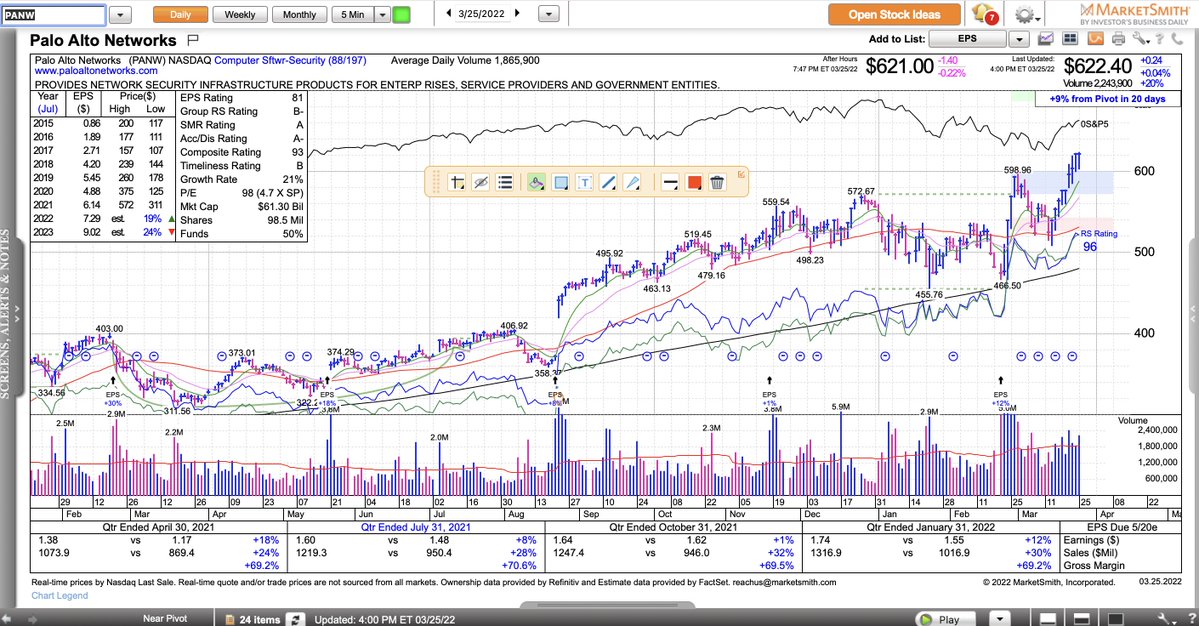 PANW
Daily
Weekly
Monthly
5 Min
3/25/2022
Open Stock Ideas
7
MARKETSMITH
BY INVESTOR'S BUSINESS DAILY
Palo Alto Networks
Add to List:
EPS
Palo Alto Networks (PANW) NASDAQ Computer Sftwr-Security (88/197) Average Daily Volume 1,865,900
www.paloaltonetworks.com
After Hours
7:47 PM ET 03/25/22
$621.00
-1.40
-0.22%
Last Updated:
4:00 PM ET 03/25/22
$622.40
+0.24
+0.04%
Volume 2,243,900 +20%
PROVIDES NETWORK SECURITY INFRASTRUCTURE PRODUCTS FOR ENTERP RISES, SERVICE PROVIDERS AND GOVERNMENT ENTITIES.
+9% from Pivot in 20 days
Year EPS Price($)
(Jul) ($) High Low
2015 0.86 200 117
2016 1.89 177 111
2017 2.71 157 107
2018 4.20 239 144
2019 5.45 260 178
2020 4.88 375 125
2021 6.14 572 311
2022 7.29 est. 19%
2023 9.02 est. 24%
EPS Rating 81
Group RS Rating B-
SMR Rating A
Acc/Dis Rating A-
Composite Rating 93
Timeliness Rating B
Growth Rate 21%
P/E 98 (4.7 X SP)
Mkt Cap $61.30 Bil
Shares 98.5 Mil
Funds 50%
0S&P5
T
600
500
400
598.96
572.67
559.54
519.45
495.92
498.23
479.16
463.13
455.76
466.50
RS Rating
96
403.00
406.92
373.01
374.29
334.56
311.56
EPS
+30%
EPS
+18%
EPS
EPS
+1%
EPS
+12%
2.9M
3.8M
3.8M
5.0M
2.5M
2.2M
2.0M
2.3M
5.9M
2.9M
Volume
2,400,000
1,800,000
1,200,000
600,000
29 12 26 12 26 09 23 07 21 04 18 02 16 30 13 27 10 24 08 22 05 19 03 17 31 14 28 11 25 11 25 08 22
Feb Mar Apr May Jun Jul Aug Sep Oct Nov Dec Jan Feb Mar Apr
Qtr Ended April 30, 2021
1.38 vs 1.17 +18%
1073.9 vs 869.4 +24%
+69.2%
Qtr Ended July 31, 2021
1.60 vs 1.48 +8%
1219.3 vs 950.4 +28%
+70.6%
Qtr Ended October 31, 2021
1.64 vs 1.62 +1%
1247.4 vs 946.0 +32%
+69.5%
Qtr Ended January 31, 2022
1.74 vs 1.55 +12%
1316.9 vs 1016.9 +30%
+69.2%
EPS Due 5/20e
Earnings ($)
Sales ($Mil)
Gross Margin
Real-time prices by Nasdaq Last Sale. Real-time quote and/or trade prices are not sourced from all markets. Ownership data provided by Refinitiv and Estimate data provided by FactSet. reachus@marketsmith.com
© 2022 MarketSmith, Incorporated.
03.25.2022
Chart Legend
SCREENS, ALERTS & NOTES
Near Pivot
24 items
Updated: 4:00 PM ET 03/25/22
Play